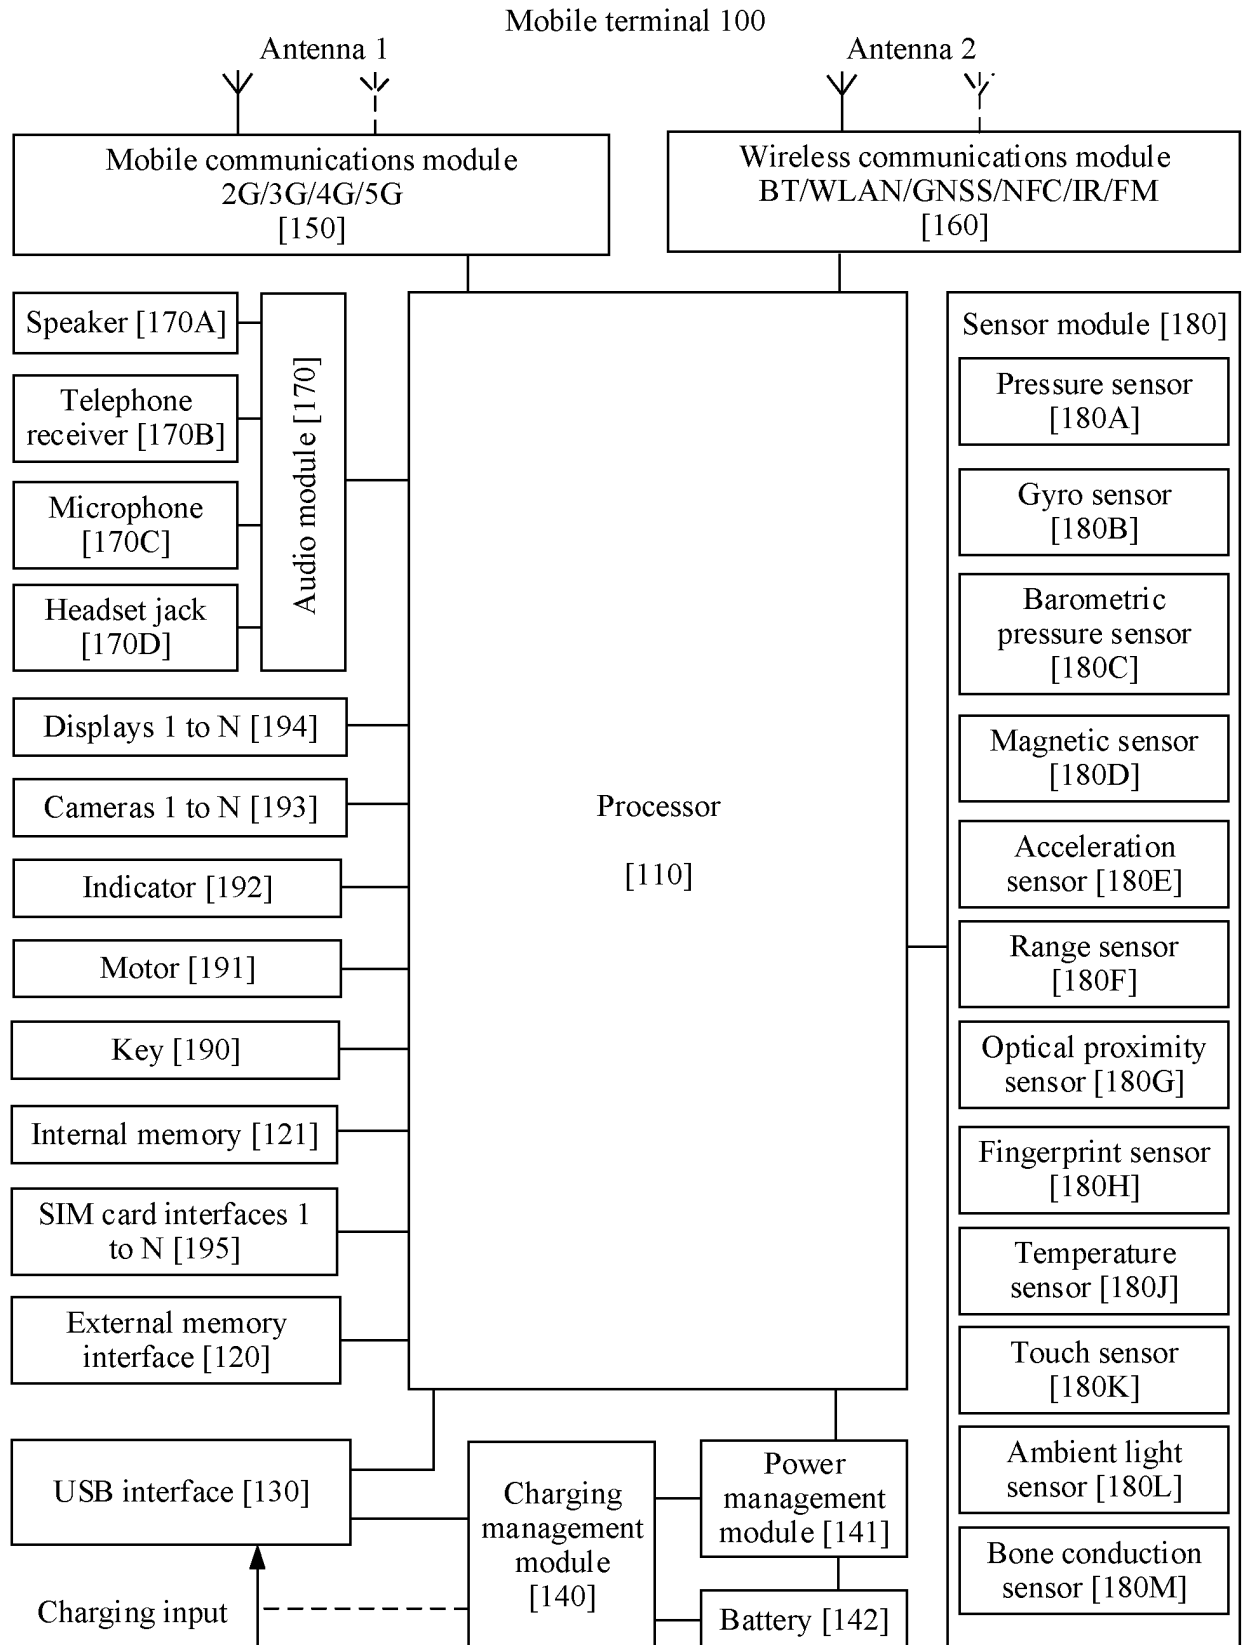 Mobile terminal 100
Antenna 1
Antenna 2
Mobile communications module
2G/3G/4G/5G
[150]
Wireless communications module
BT/WLAN/GNSS/NFC/IR/FM
[160]
Speaker [170A]
Telephone
receiver [170B]
Microphone
[170C]
Headset jack
[170D]
Audio module [170]
Displays 1 to N [194]
Cameras 1 to N [193]
Indicator [192]
Motor [191]
Key [190]
Internal memory [121]
SIM card interfaces 1
to N [195]
External memory
interface [120]
Processor
[110]
Sensor module [180]
Pressure sensor
[180A]
Gyro sensor
[180B]
Barometric
pressure sensor
[180C]
Magnetic sensor
[180D]
Acceleration
sensor [180E]
Range sensor
[180F]
Optical proximity
sensor [180G]
Fingerprint sensor
[180H]
Temperature
sensor [180J]
Touch sensor
[180K]
Ambient light
sensor [180L]
Bone conduction
sensor [180M]
USB interface [130]
Charging
management
module
[140]
Power
management
module [141]
Battery [142]
Charging input